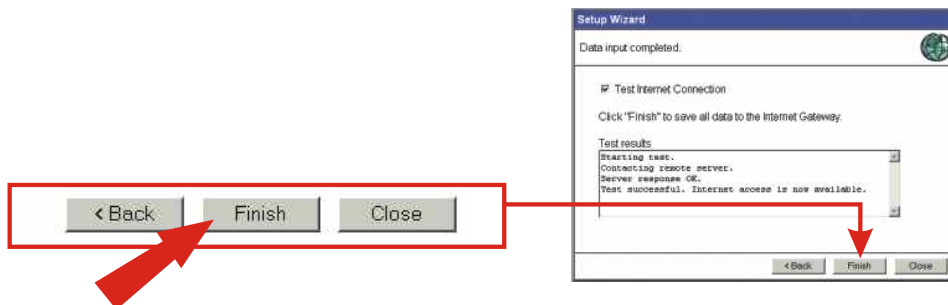 Setup Wizard
Data input completed.
Test Internet Connection
Click "Finish" to save all data to the Internet Gateway.
Test results
Starting test.
Contacting remote server.
Server response OK.
Test successful. Internet access is now available.
< Back Finish Close
< Back Finish Close